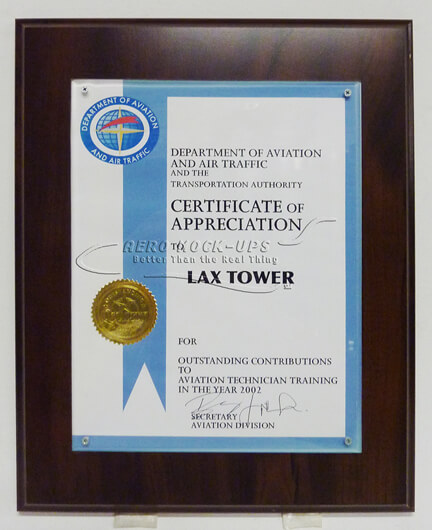 DEPARTMENT OF AVIATION
AND AIR TRAFFIC
DEPARTMENT OF AVIATION
AND AIR TRAFFIC
AND THE
TRANSPORTATION AUTHORITY
CERTIFICATE OF
APPRECIATION
TO
AERO MOCK-UPS
Better Than the Real Thing
LAX TOWER
FOR
OUTSTANDING CONTRIBUTIONS
TO
AVIATION TECHNICIAN TRAINING
IN THE YEAR 2002
SECRETARY
AVIATION DIVISION